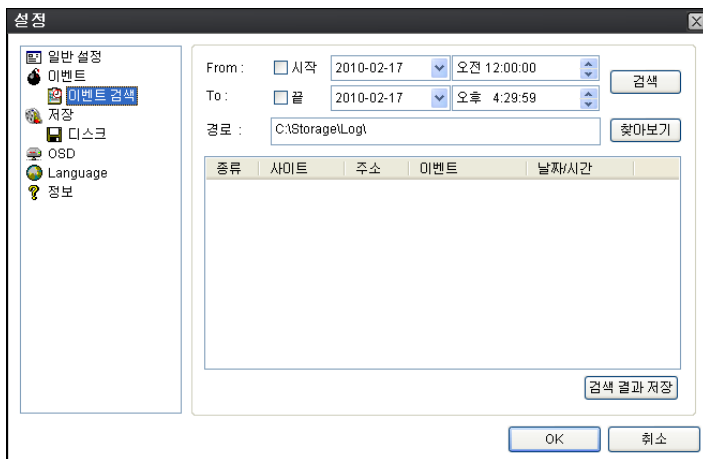 설정
일반 설정
이벤트
이벤트 검색
저장
디스크
OSD
Language
정보
From : 시작 2010-02-17 오전 12:00:00 검색
To : 끝 2010-02-17 오후 4:29:59
경로 : C:\Storage\Log\ 찾아보기
종류 사이트 주소 이벤트 날짜/시간
검색 결과 저장
OK 취소